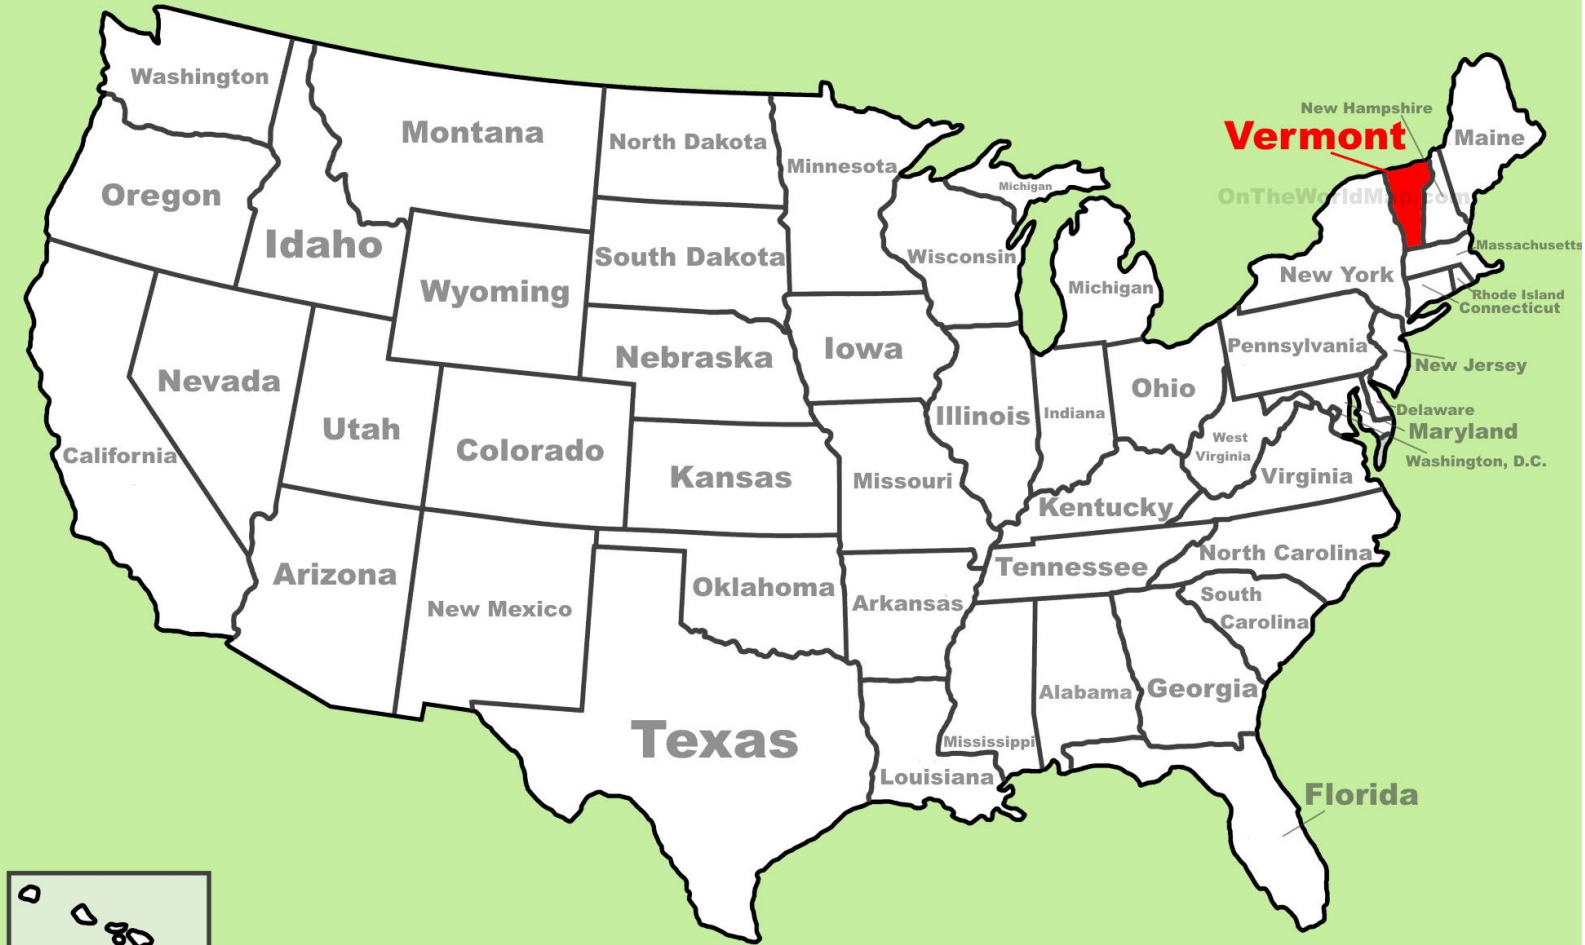 Washington
Montana
North Dakota
Minnesota
New Hampshire
Vermont
Maine
Oregon
Idaho
Michigan
OnTheWorldMap.com
Wyoming
South Dakota
Wisconsin
Michigan
New York
Massachusetts
Rhode Island
Connecticut
Nevada
Nebraska
Iowa
Pennsylvania
New Jersey
Utah
Colorado
Illinois
Indiana
Ohio
Delaware
Maryland
Washington, D.C.
California
Kansas
Missouri
West
Virginia
Virginia
Kentucky
Arizona
New Mexico
Oklahoma
Arkansas
Tennessee
North Carolina
South
Carolina
Texas
Louisiana
Mississippi
Alabama
Georgia
Florida